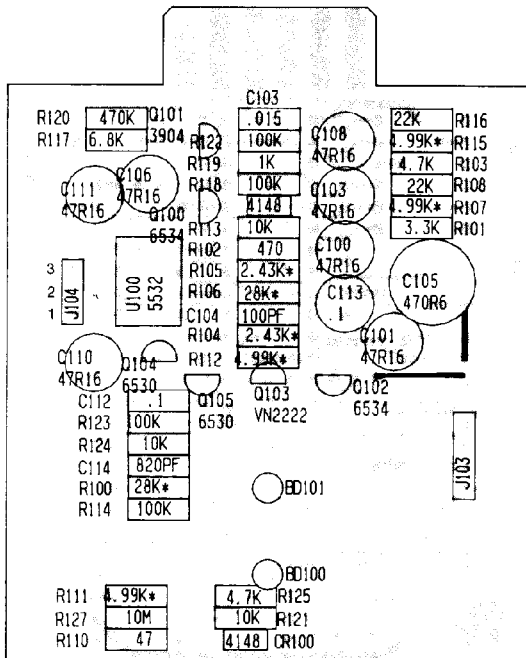 C103
R120 470K Q101 .015 22K R116
R117 6.8K 3904 R122 100K C108 4.99K* R115
R119 1K 47R16 4.7K R103
C111 C106 R118 100K C103 22K R108
47R16 47R16 4148 47R16 4.99K* R107
Q100 R113 10K 3.3K R101
6534 R102 470 C100
3 R105 2.43K* 47R16 C105
2 J104 U100 5532 R106 28K* C113 470R6
1 C104 100PF .1
R104 2.43K* C101
C110 Q104 R112 4.99K* 47R16
47R16 6530 Q103 Q102
C112 .1 Q105 VN2222 6534
R123 100K 6530
R124 10K
C114 820PF J103
R100 28K* BD101
R114 100K
BD100
R111 4.99K* 4.7K R125
R127 10M 10K R121
R110 47 4148 CR100